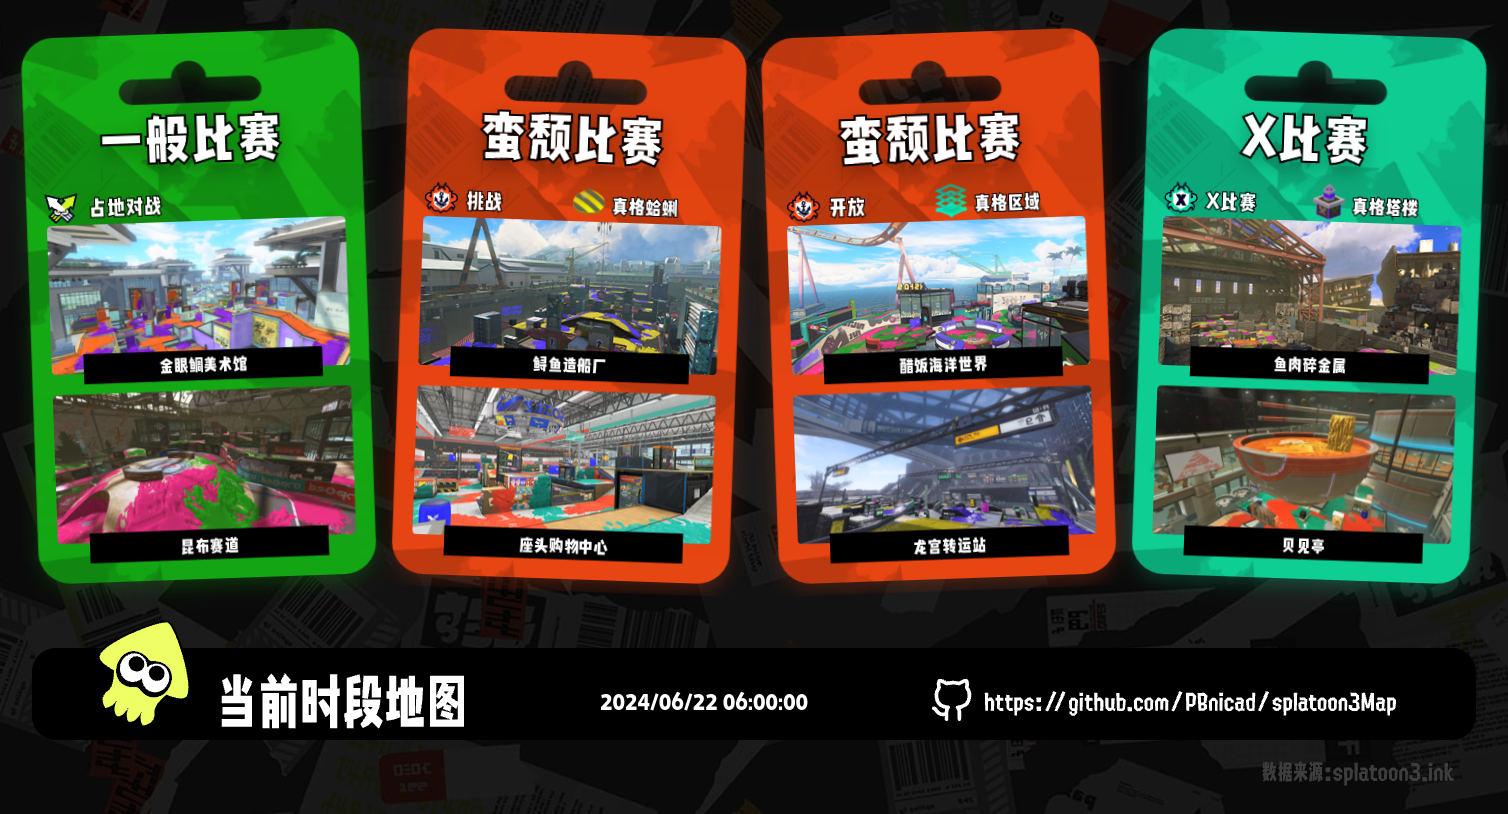 一般比赛
占地对战
金眼鲷美术馆
昆布赛道
蛮颓比赛
挑战 真格蛤蜊
鲟鱼造船厂
座头购物中心
蛮颓比赛
开放 真格区域
醋饭海洋世界
龙宫转运站
X比赛
X比赛 真格塔楼
鱼肉碎金属
贝见亭
当前时段地图
2024/06/22 06:00:00
https://github.com/PBnicad/splatoon3Map
数据来源:splatoon3.ink